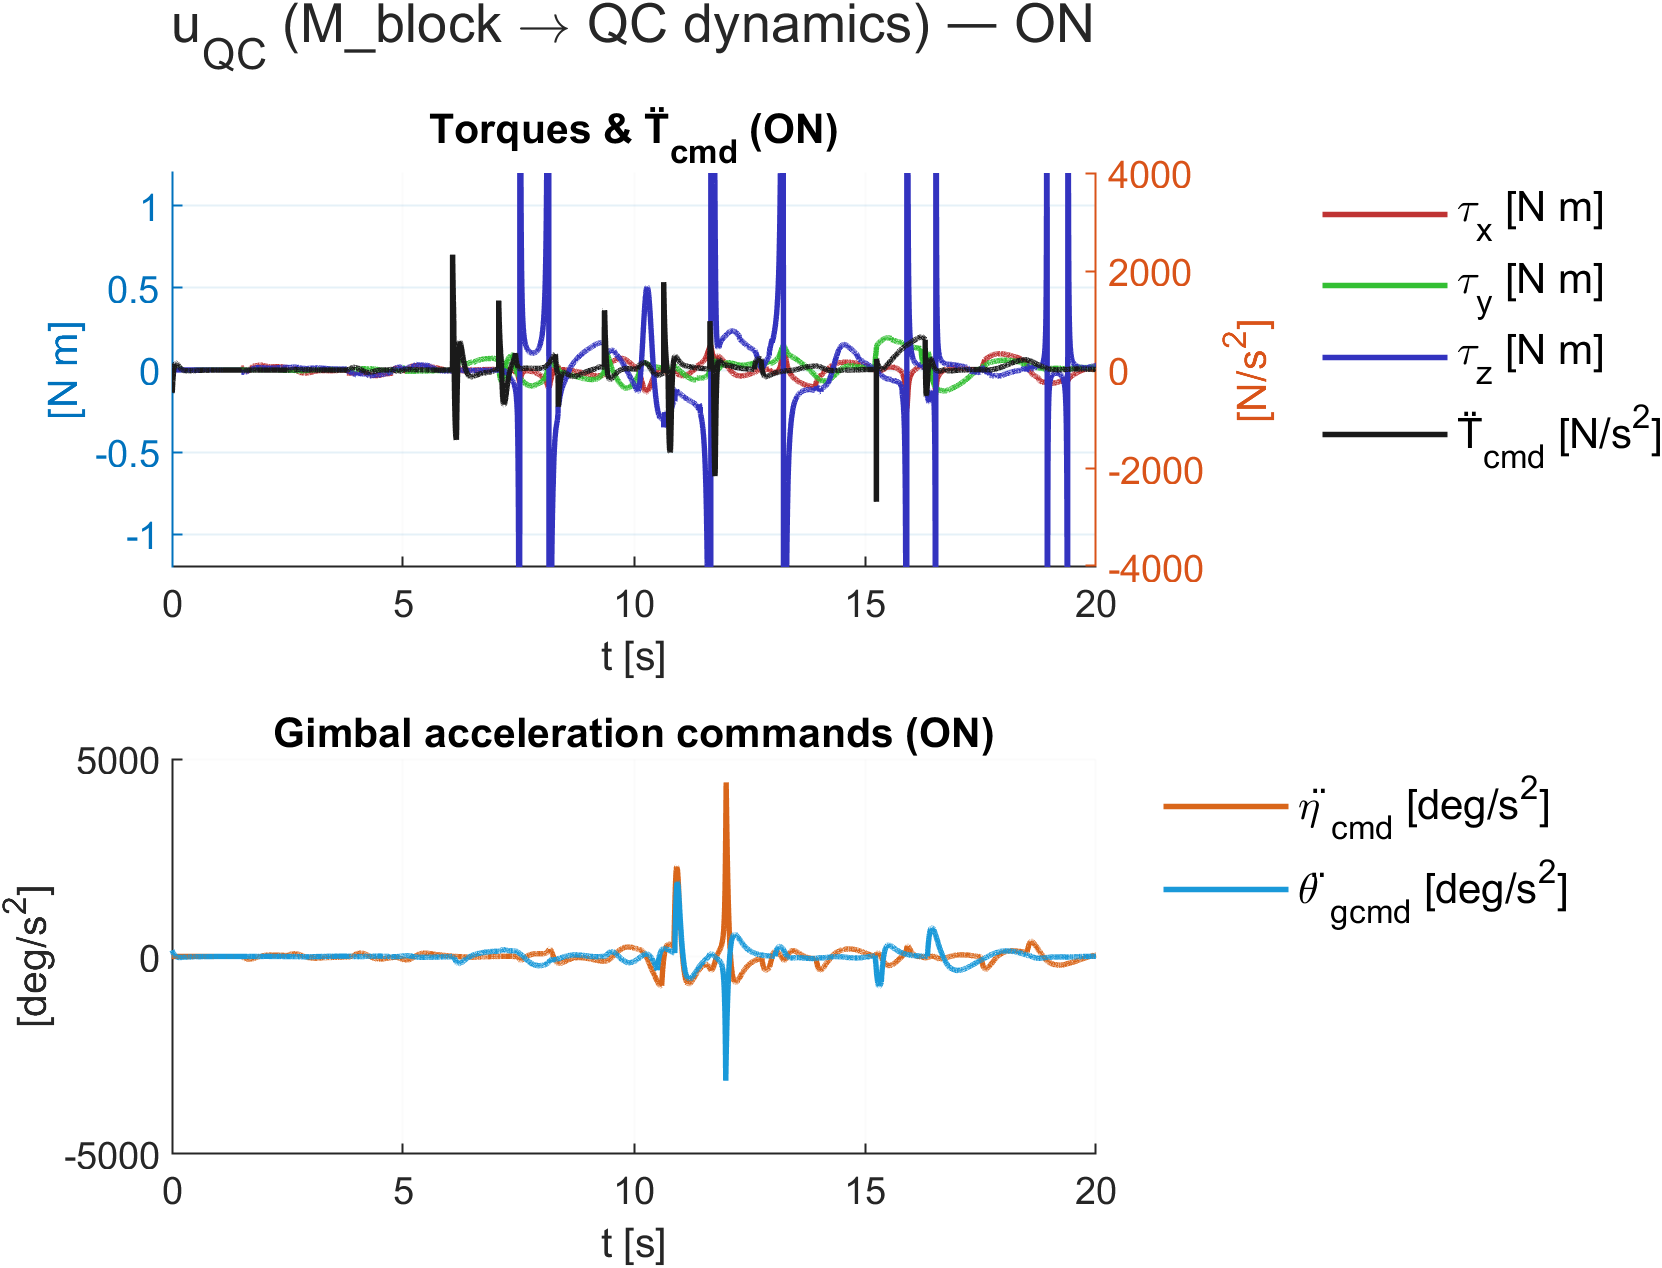 u_QC (M_block → QC dynamics) — ON
Torques & T̈_cmd (ON)
[N m]
1
0.5
0
-0.5
-1
4000
2000
0
-2000
-4000
[N/s²]
0 5 10 15 20
t [s]
τ_x [N m]
τ_y [N m]
τ_z [N m]
T̈_cmd [N/s²]
Gimbal acceleration commands (ON)
[deg/s²]
5000
0
-5000
0 5 10 15 20
t [s]
η̈_cmd [deg/s²]
θ̈_gcmd [deg/s²]